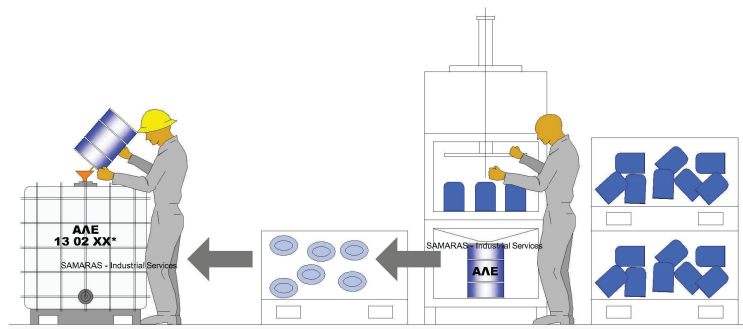 ΑΛΕ
13 02 XX*
SAMARAS - Industrial Services
SAMARAS - Industrial Services
ΑΛΕ